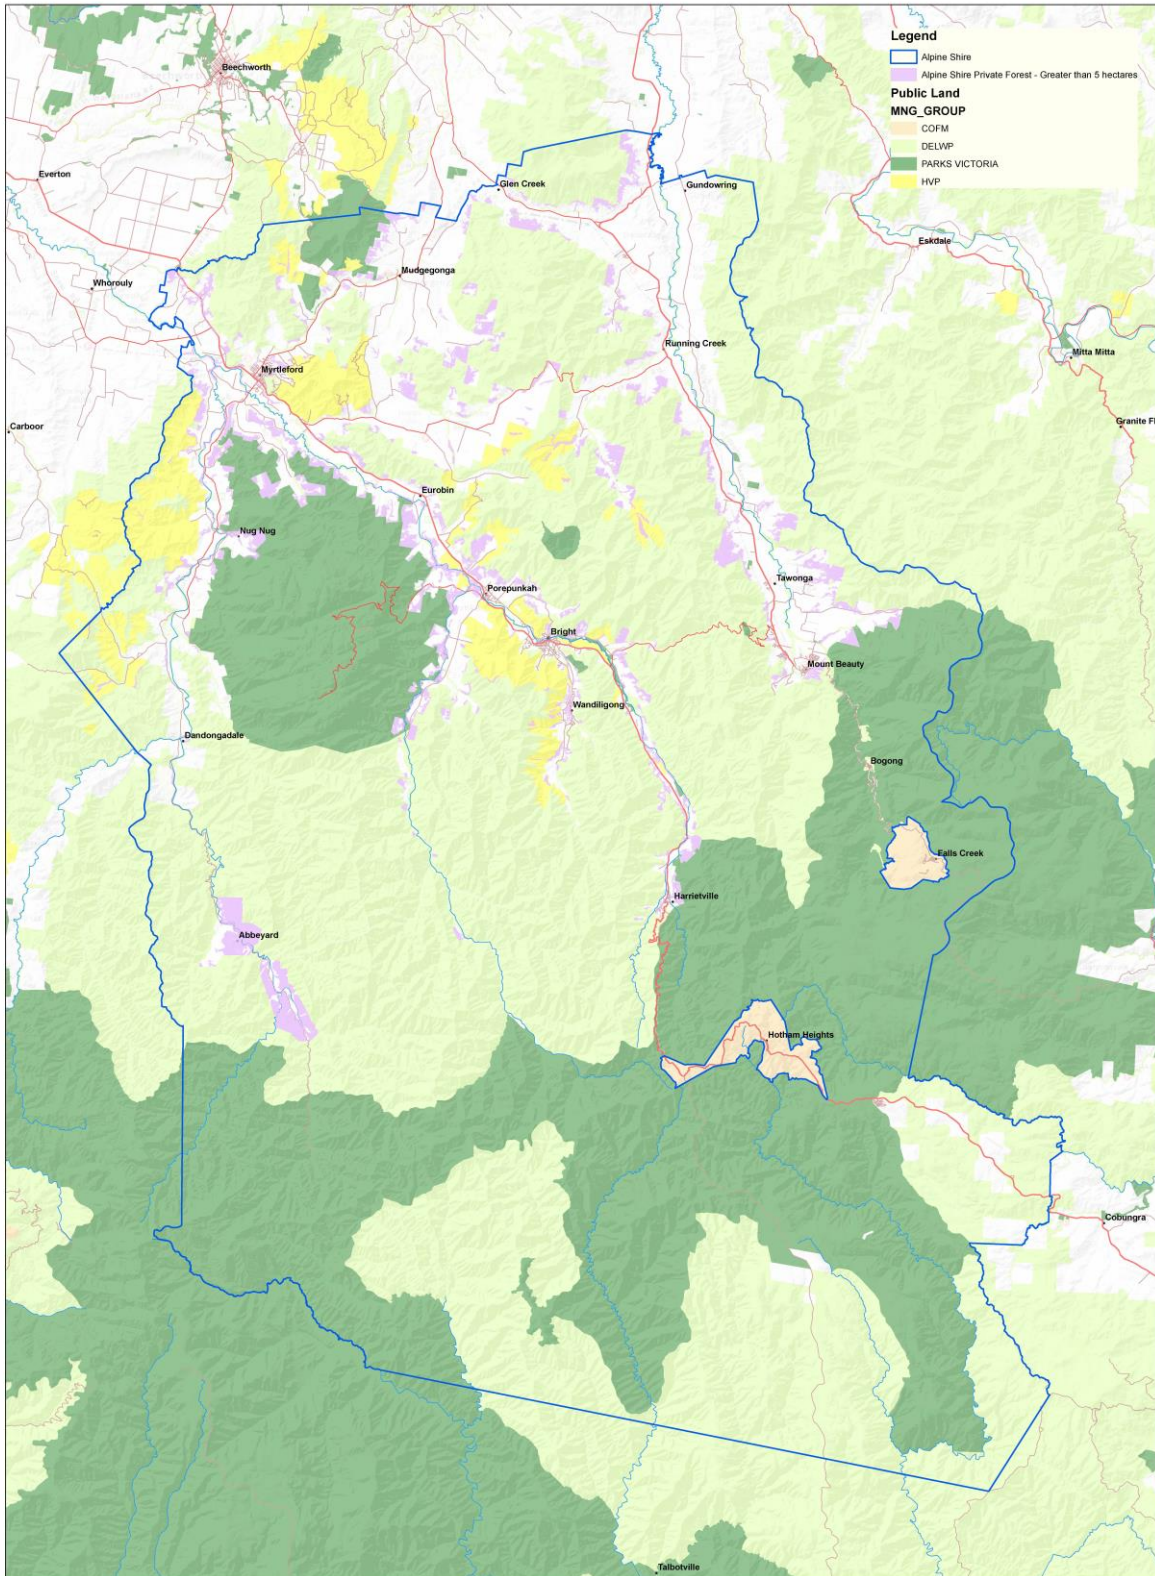 Legend
Alpine Shire
Alpine Shire Private Forest - Greater than 5 hectares
Public Land
MNG_GROUP
COFM
DELWP
PARKS VICTORIA
HVP
Beechworth
Everton
Glen Creek
Gundowring
Eskdale
Whorouly
Mudgegonga
Running Creek
Mitta Mitta
Myrtleford
Carboor
Granite Fl
Eurobin
Nug Nug
Tawonga
Porepunkah
Bright
Mount Beauty
Wandiligong
Dandongadale
Bogong
Falls Creek
Harrietville
Abbeyard
Hotham Heights
Cobungra
Talbotville